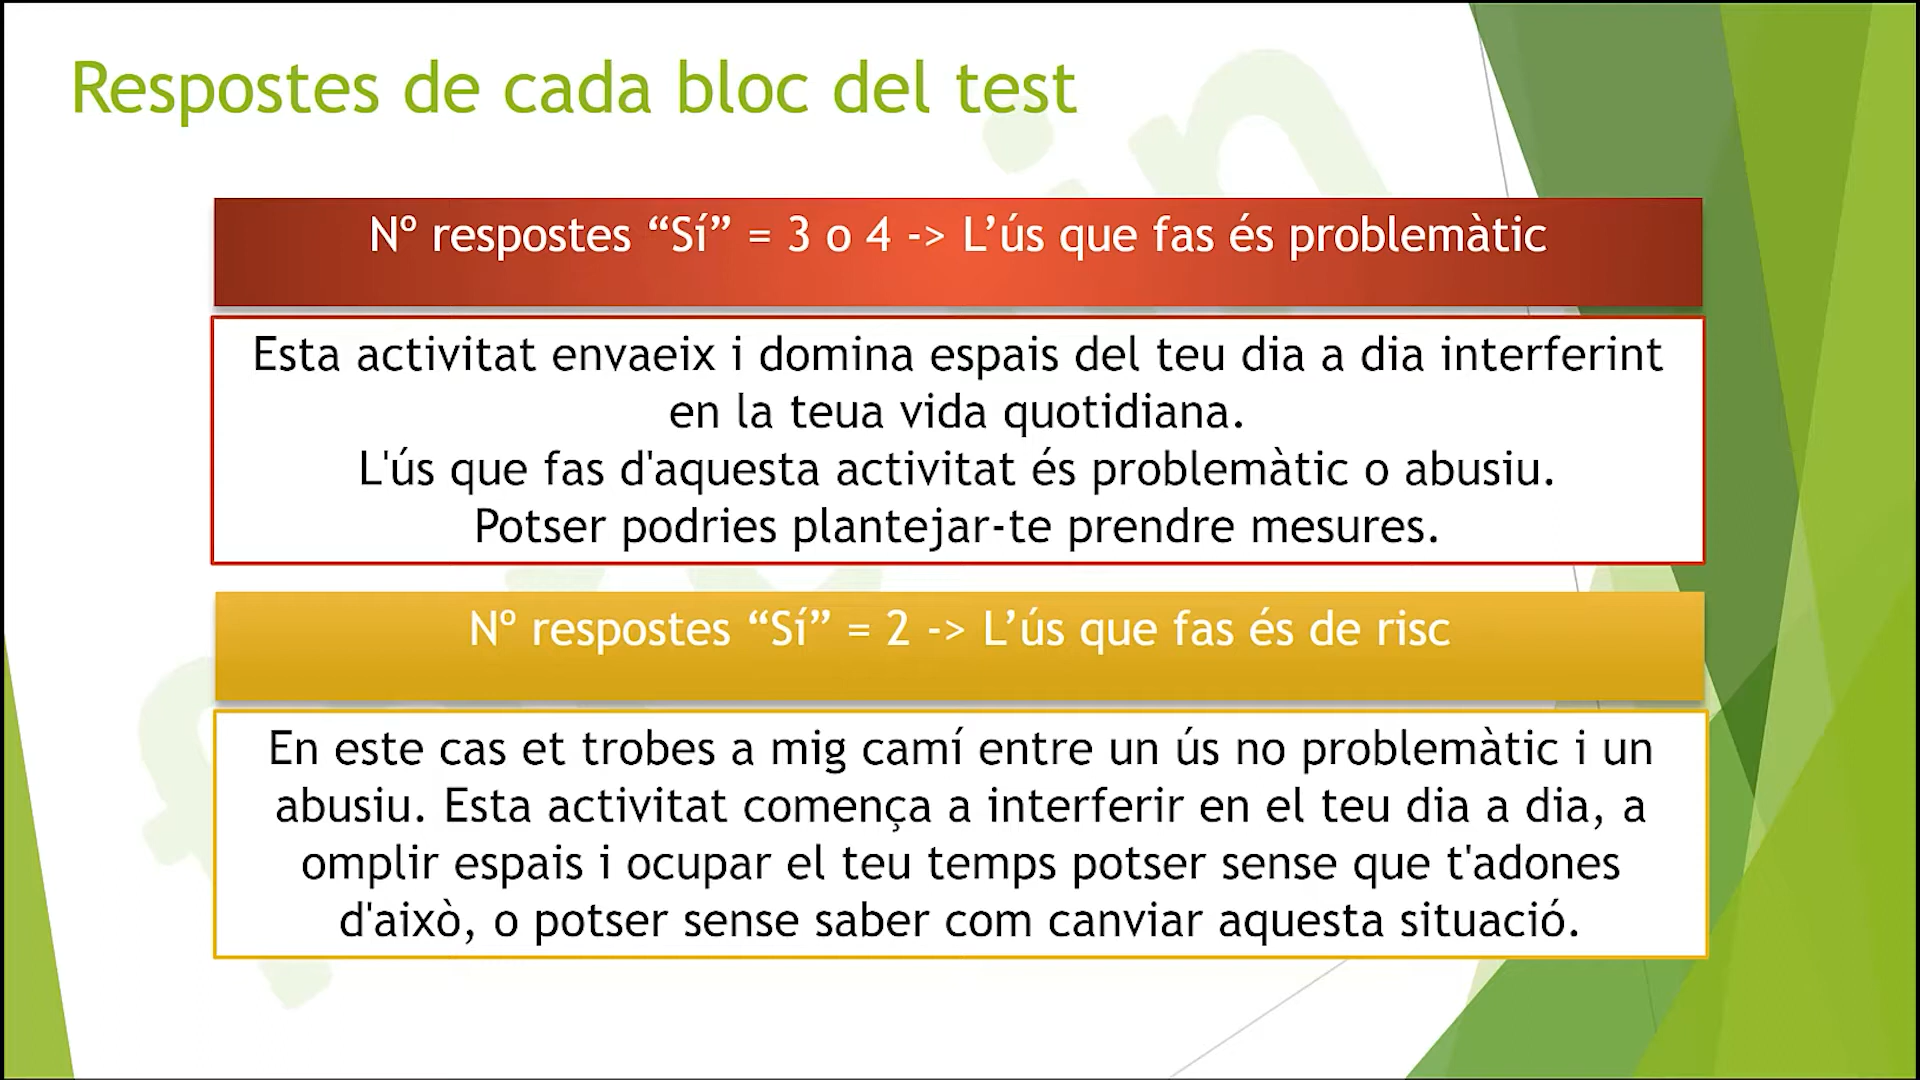 Respostes de cada bloc del test
Nº respostes “Sí” = 3 o 4 -> L’ús que fas és problemàtic
Esta activitat envaeix i domina espais del teu dia a dia interferint
en la teua vida quotidiana.
L'ús que fas d'aquesta activitat és problemàtic o abusiu.
Potser podries plantejar-te prendre mesures.
Nº respostes “Sí” = 2 -> L’ús que fas és de risc
En este cas et trobes a mig camí entre un ús no problemàtic i un
abusiu. Esta activitat comença a interferir en el teu dia a dia, a
omplir espais i ocupar el teu temps potser sense que t'adones
d'això, o potser sense saber com canviar aquesta situació.